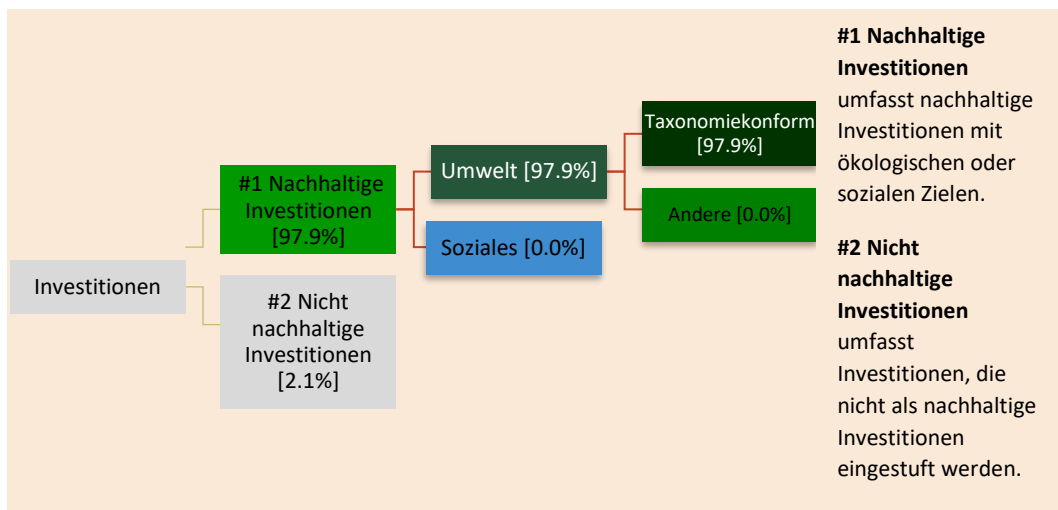 Investitionen
#1 Nachhaltige
Investitionen
[97.9%]
#2 Nicht
nachhaltige
Investitionen
[2.1%]
Umwelt [97.9%]
Soziales [0.0%]
Taxonomiekonform
[97.9%]
Andere [0.0%]
#1 Nachhaltige
Investitionen
umfasst nachhaltige
Investitionen mit
ökologischen oder
sozialen Zielen.
#2 Nicht
nachhaltige
Investitionen
umfasst
Investitionen, die
nicht als nachhaltige
Investitionen
eingestuft werden.